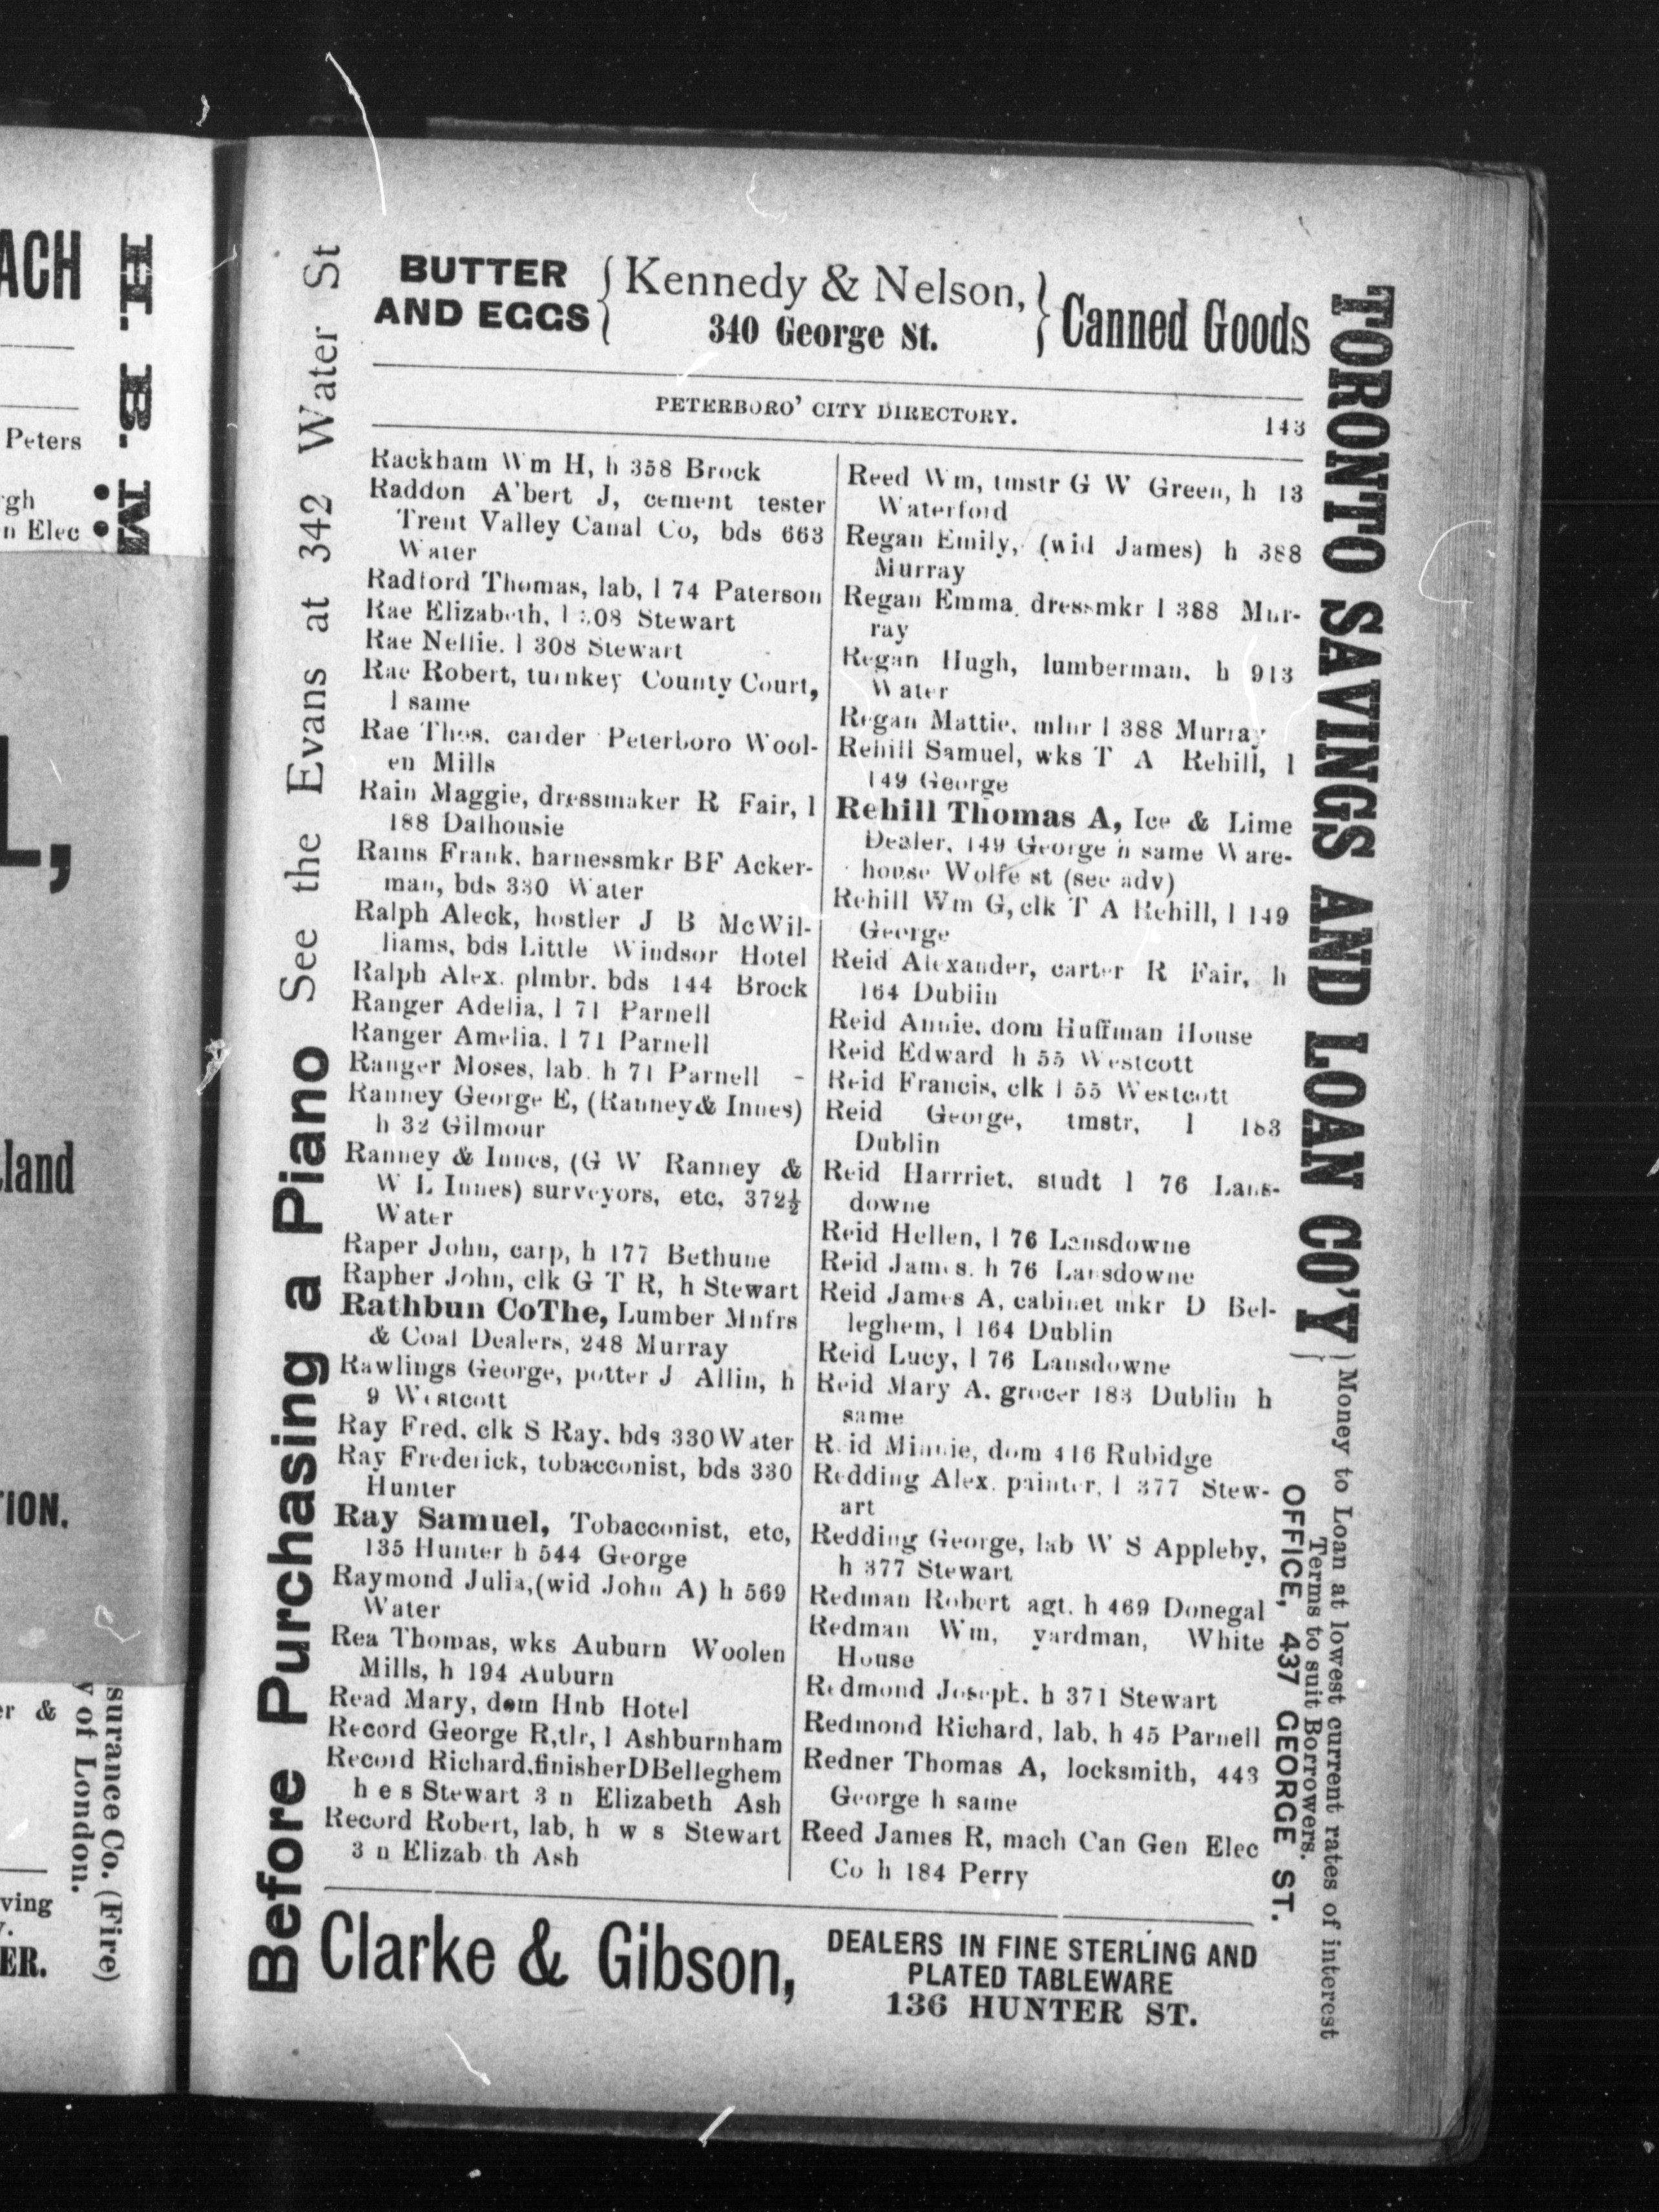 ACH
H. B. M
Peters
rgh
n Elec
L,
land
TION.
er &
y of London.
surance Co. (Fire)
ving
ER.
Before Purchasing a Piano See the Evans at 342 Water St
BUTTER
AND EGGS
Kennedy & Nelson,
340 George St.
Canned Goods
PETERBORO' CITY DIRECTORY.
143
Rackham Wm H, h 358 Brock
Raddon A'bert J, cement tester
Trent Valley Canal Co, bds 663
Water
Radford Thomas, lab, l 74 Paterson
Rae Elizabeth, l 308 Stewart
Rae Nellie. l 308 Stewart
Rae Robert, turnkey County Court,
l same
Rae Thos. carder Peterboro Wool-
en Mills
Rain Maggie, dressmaker R Fair, l
188 Dalhousie
Rams Frank, harnessmkr BF Acker-
man, bds 330 Water
Ralph Aleck, hostler J B McWil-
liams, bds Little Windsor Hotel
Ralph Alex. plmbr. bds 144 Brock
Ranger Adelia, l 71 Parnell
Ranger Amelia. l 71 Parnell
Ranger Moses, lab. h 71 Parnell
Ranney George E, (Ranney & Innes)
h 32 Gilmour
Ranney & Innes, (G W Ranney &
W L Innes) surveyors, etc, 372½
Water
Raper John, carp, h 177 Bethune
Rapher John, clk G T R, h Stewart
Rathbun CoThe, Lumber Mnfrs
& Coal Dealers, 248 Murray
Rawlings George, potter J Allin, h
9 Westcott
Ray Fred, clk S Ray. bds 330 Water
Ray Frederick, tobacconist, bds 330
Hunter
Ray Samuel, Tobacconist, etc,
135 Hunter h 544 George
Raymond Julia,(wid John A) h 569
Water
Rea Thomas, wks Auburn Woolen
Mills, h 194 Auburn
Read Mary, dom Hub Hotel
Record George R,tlr, l Ashburnham
Record Richard,finisherDBelleghem
h e s Stewart 3 n Elizabeth Ash
Record Robert, lab, h w s Stewart
3 n Elizabeth Ash
Reed Wm, tmstr G W Green, h 13
Waterford
Regan Emily, (wid James) h 388
Murray
Regan Emma, dressmkr l 388 Mur-
ray
Regan Hugh, lumberman, h 913
Water
Regan Mattie, mlnr l 388 Murray
Rehill Samuel, wks T A Rehill, l
149 George
Rehill Thomas A, Ice & Lime
Dealer, 149 George h same Ware-
house Wolfe st (see adv)
Rehill Wm G, clk T A Rehill, l 149
George
Reid Alexander, carter R Fair, h
164 Dublin
Reid Annie, dom Huffman House
Reid Edward h 55 Westcott
Reid Francis, clk l 55 Westcott
Reid George, tmstr, l 183
Dublin
Reid Harrriet, studt l 76 Lans-
downe
Reid Hellen, l 76 Lansdowne
Reid James. h 76 Lansdowne
Reid James A, cabinet mkr D Bel-
leghem, l 164 Dublin
Reid Lucy, l 76 Lansdowne
Reid Mary A, grocer 183 Dublin h
same
Reid Minnie, dom 416 Rubidge
Redding Alex. painter, l 377 Stew-
art
Redding George, lab W S Appleby,
h 377 Stewart
Redman Robert agt. h 469 Donegal
Redman Wm, yardman, White
House
Redmond Joseph. h 371 Stewart
Redmond Richard, lab, h 45 Parnell
Redner Thomas A, locksmith, 443
George h same
Reed James R, mach Can Gen Elec
Co h 184 Perry
TORONTO SAVINGS AND LOAN CO'Y
Money to Loan at lowest current rates of interest
Terms to suit Borrowers.
OFFICE, 437 GEORGE ST.
Clarke & Gibson,
DEALERS IN FINE STERLING AND
PLATED TABLEWARE
136 HUNTER ST.